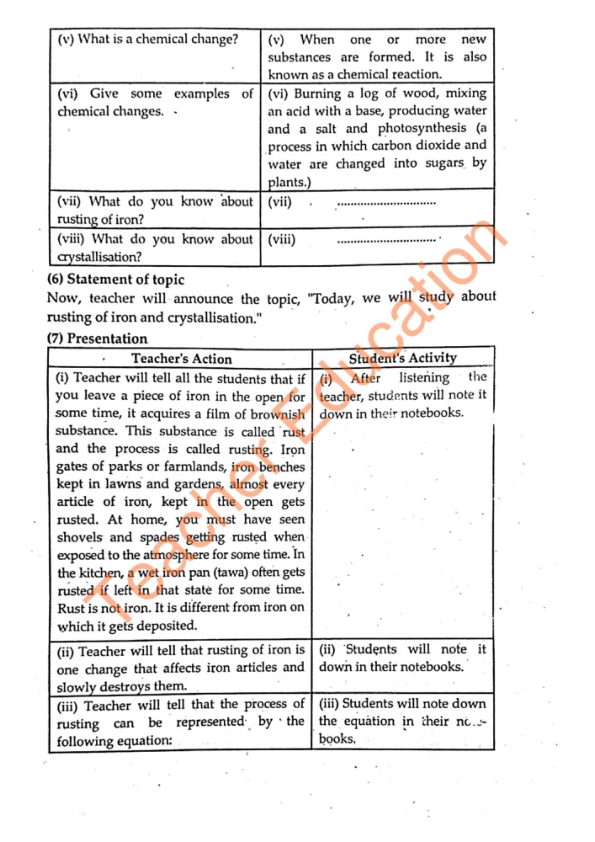 (v) What is a chemical change?
(v) When one or more new
substances are formed. It is also
known as a chemical reaction.
(vi) Give some examples of
chemical changes.
(vi) Burning a log of wood, mixing
an acid with a base, producing water
and a salt and photosynthesis (a
process in which carbon dioxide and
water are changed into sugars by
plants.)
(vii) What do you know about
rusting of iron?
(vii) ..............................
(viii) What do you know about
crystallisation?
(viii) ..............................
(6) Statement of topic
Now, teacher will announce the topic, "Today, we will study about
rusting of iron and crystallisation."
(7) Presentation
Teacher's Action
Student's Activity
(i) Teacher will tell all the students that if
you leave a piece of iron in the open for
some time, it acquires a film of brownish
substance. This substance is called rust
and the process is called rusting. Iron
gates of parks or farmlands, iron benches
kept in lawns and gardens, almost every
article of iron, kept in the open gets
rusted. At home, you must have seen
shovels and spades getting rusted when
exposed to the atmosphere for some time. In
the kitchen, a wet iron pan (tawa) often gets
rusted if left in that state for some time.
Rust is not iron. It is different from iron on
which it gets deposited.
(i) After listening the
teacher, students will note it
down in their notebooks.
(ii) Teacher will tell that rusting of iron is
one change that affects iron articles and
slowly destroys them.
(ii) Students will note it
down in their notebooks.
(iii) Teacher will tell that the process of
rusting can be represented by the
following equation:
(iii) Students will note down
the equation in their
books.
Teacher Education